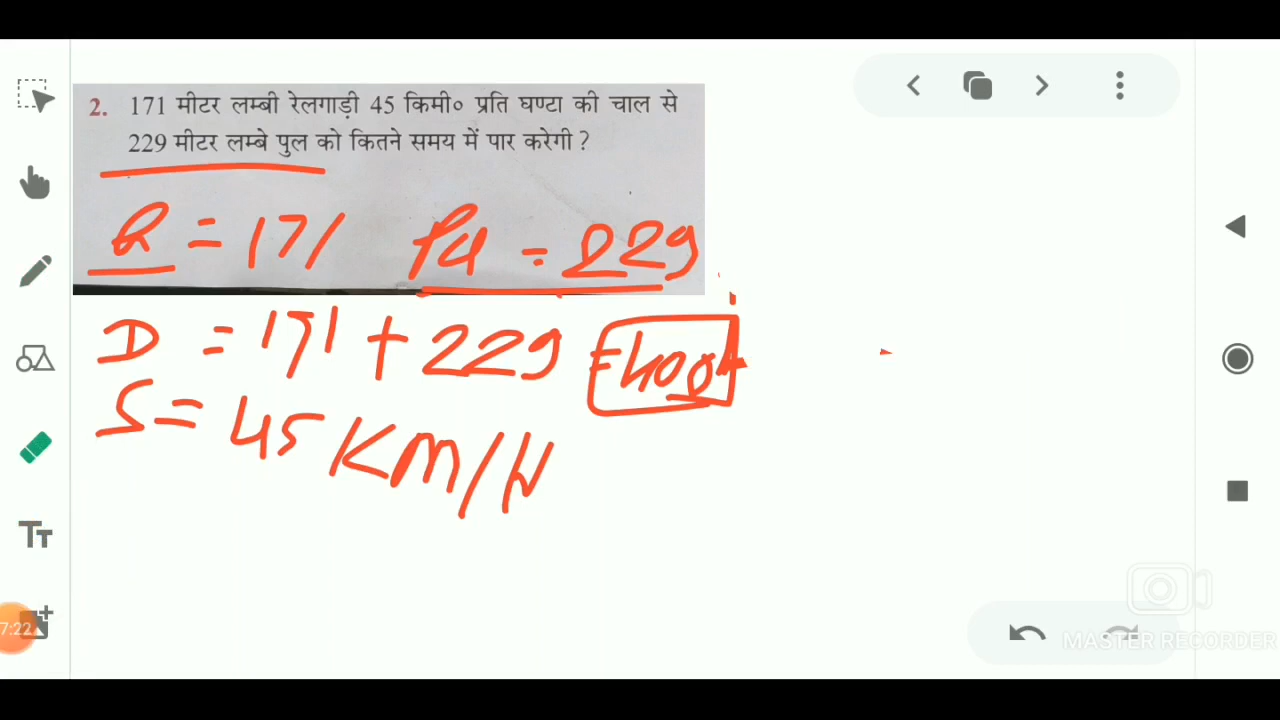 2. 171 मीटर लम्बी रेलगाड़ी 45 किमी० प्रति घण्टा की चाल से
229 मीटर लम्बे पुल को कितने समय में पार करेगी ?
= 171 = 229
D = 171 + 229 = 400
S = 45 KM/H
Tт
7:22
MASTER RECORDER